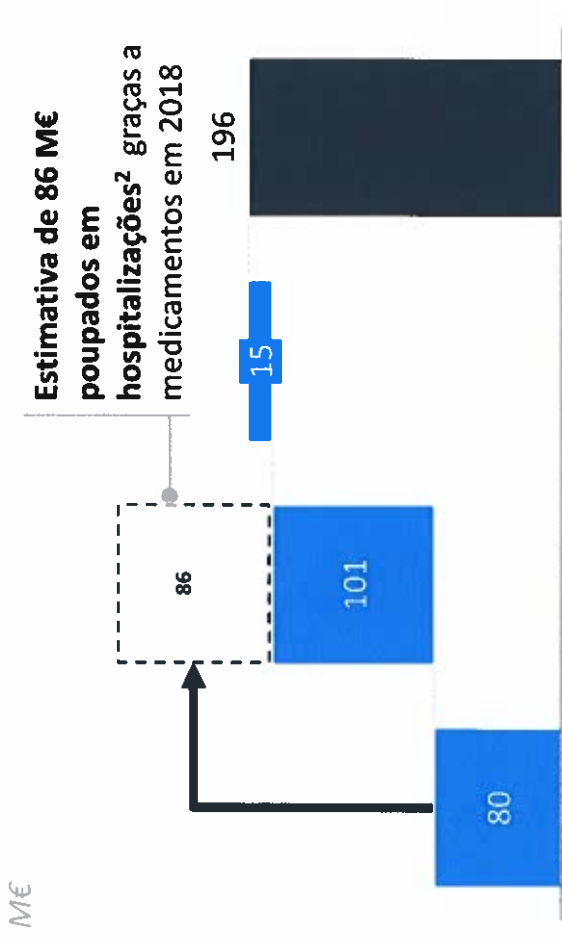 M€
Estimativa de 86 M€
poupados em
hospitalizações² graças a
medicamentos em 2018
196
15
86
101
80